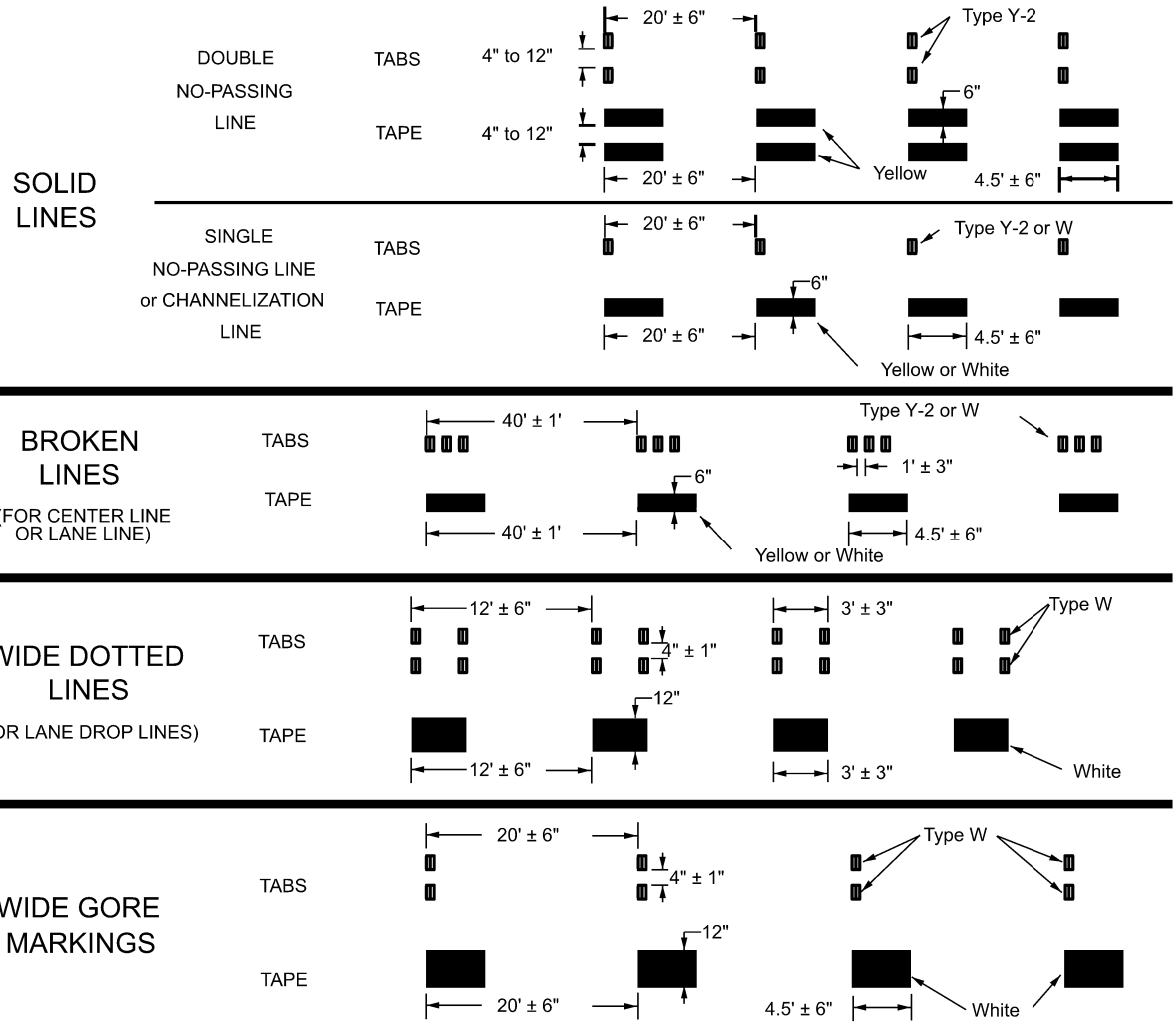 SOLID
LINES
DOUBLE
NO-PASSING
LINE
TABS
4" to 12"
20' ± 6"
Type Y-2
TAPE
4" to 12"
6"
Yellow
20' ± 6"
4.5' ± 6"
SINGLE
NO-PASSING LINE
or CHANNELIZATION
LINE
TABS
20' ± 6"
Type Y-2 or W
TAPE
6"
20' ± 6"
4.5' ± 6"
Yellow or White
BROKEN
LINES
(FOR CENTER LINE
OR LANE LINE)
TABS
40' ± 1'
Type Y-2 or W
1' ± 3"
TAPE
6"
40' ± 1'
4.5' ± 6"
Yellow or White
WIDE DOTTED
LINES
OR LANE DROP LINES)
TABS
12' ± 6"
3' ± 3"
Type W
4" ± 1"
TAPE
12"
12' ± 6"
3' ± 3"
White
WIDE GORE
MARKINGS
TABS
20' ± 6"
Type W
4" ± 1"
TAPE
12"
20' ± 6"
4.5' ± 6"
White